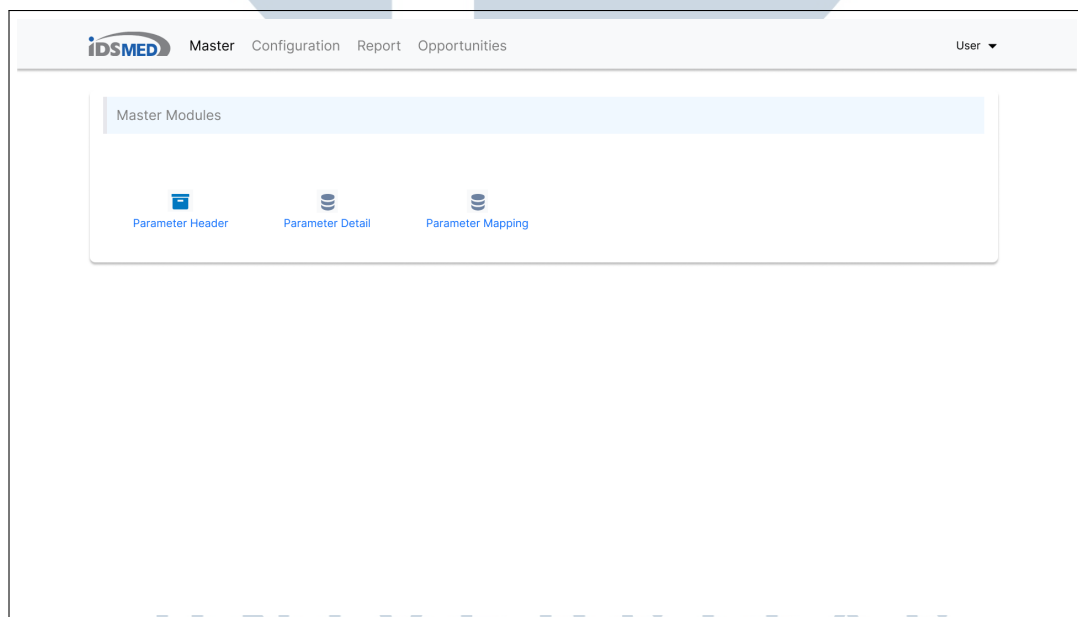 iDSMED Master Configuration Report Opportunities User
Master Modules
Parameter Header Parameter Detail Parameter Mapping